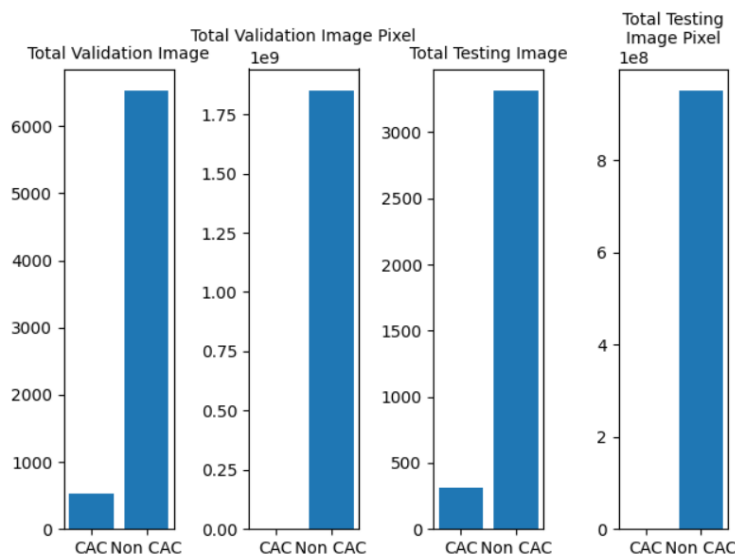 Total Validation Image
6000
5000
4000
3000
2000
1000
0
CAC Non CAC
Total Validation Image Pixel
1e9
1.75
1.50
1.25
1.00
0.75
0.50
0.25
0.00
CAC Non CAC
Total Testing Image
3000
2500
2000
1500
1000
500
0
CAC Non CAC
Total Testing
Image Pixel
1e8
8
6
4
2
0
CAC Non CAC